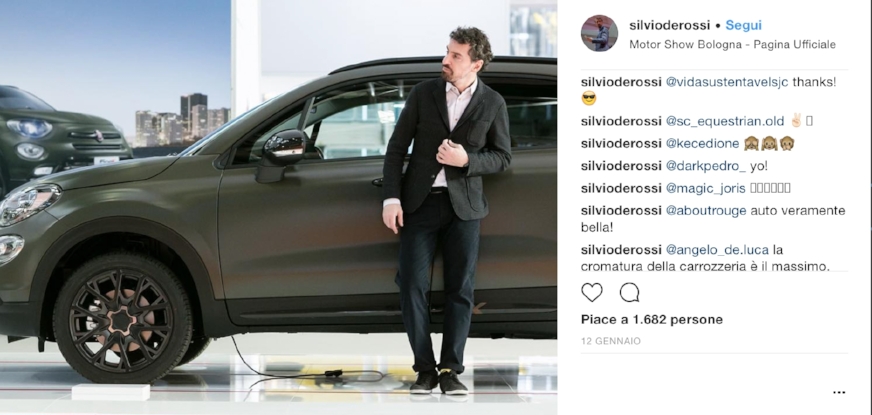 silvioderossi • Segui
Motor Show Bologna - Pagina Ufficiale
silvioderossi @vidasustentavelsjc thanks!
😎
silvioderossi @sc_equestrian.old ✌🏻
silvioderossi @kecedione 🙈🙈🙊
silvioderossi @darkpedro_ yo!
silvioderossi @magic_joris
silvioderossi @aboutrouge auto veramente
bella!
silvioderossi @angelo_de.luca la
cromatura della carrozzeria è il massimo.
Piace a 1.682 persone
12 GENNAIO
...